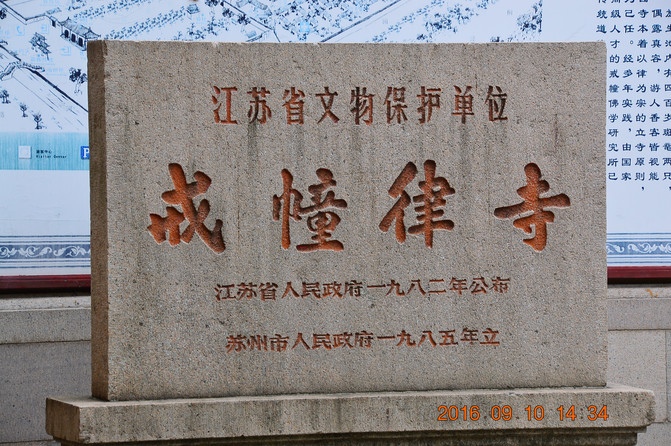 江苏省文物保护单位
戒幢律寺
江苏省人民政府一九八二年公布
苏州市人民政府一九八五年立
2016.09.10 14:34